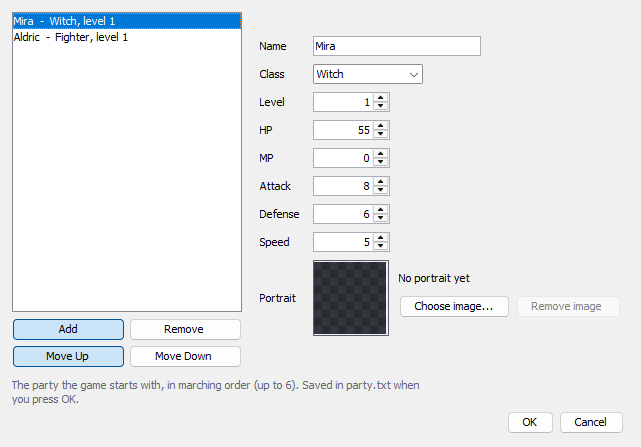 Mira  -  Witch, level 1
Aldric  -  Fighter, level 1
Name Mira
Class Witch
Level 1
HP 55
MP 0
Attack 8
Defense 6
Speed 5
Portrait No portrait yet
Choose image... Remove image
Add Remove
Move Up Move Down
The party the game starts with, in marching order (up to 6). Saved in party.txt when
you press OK.
OK Cancel